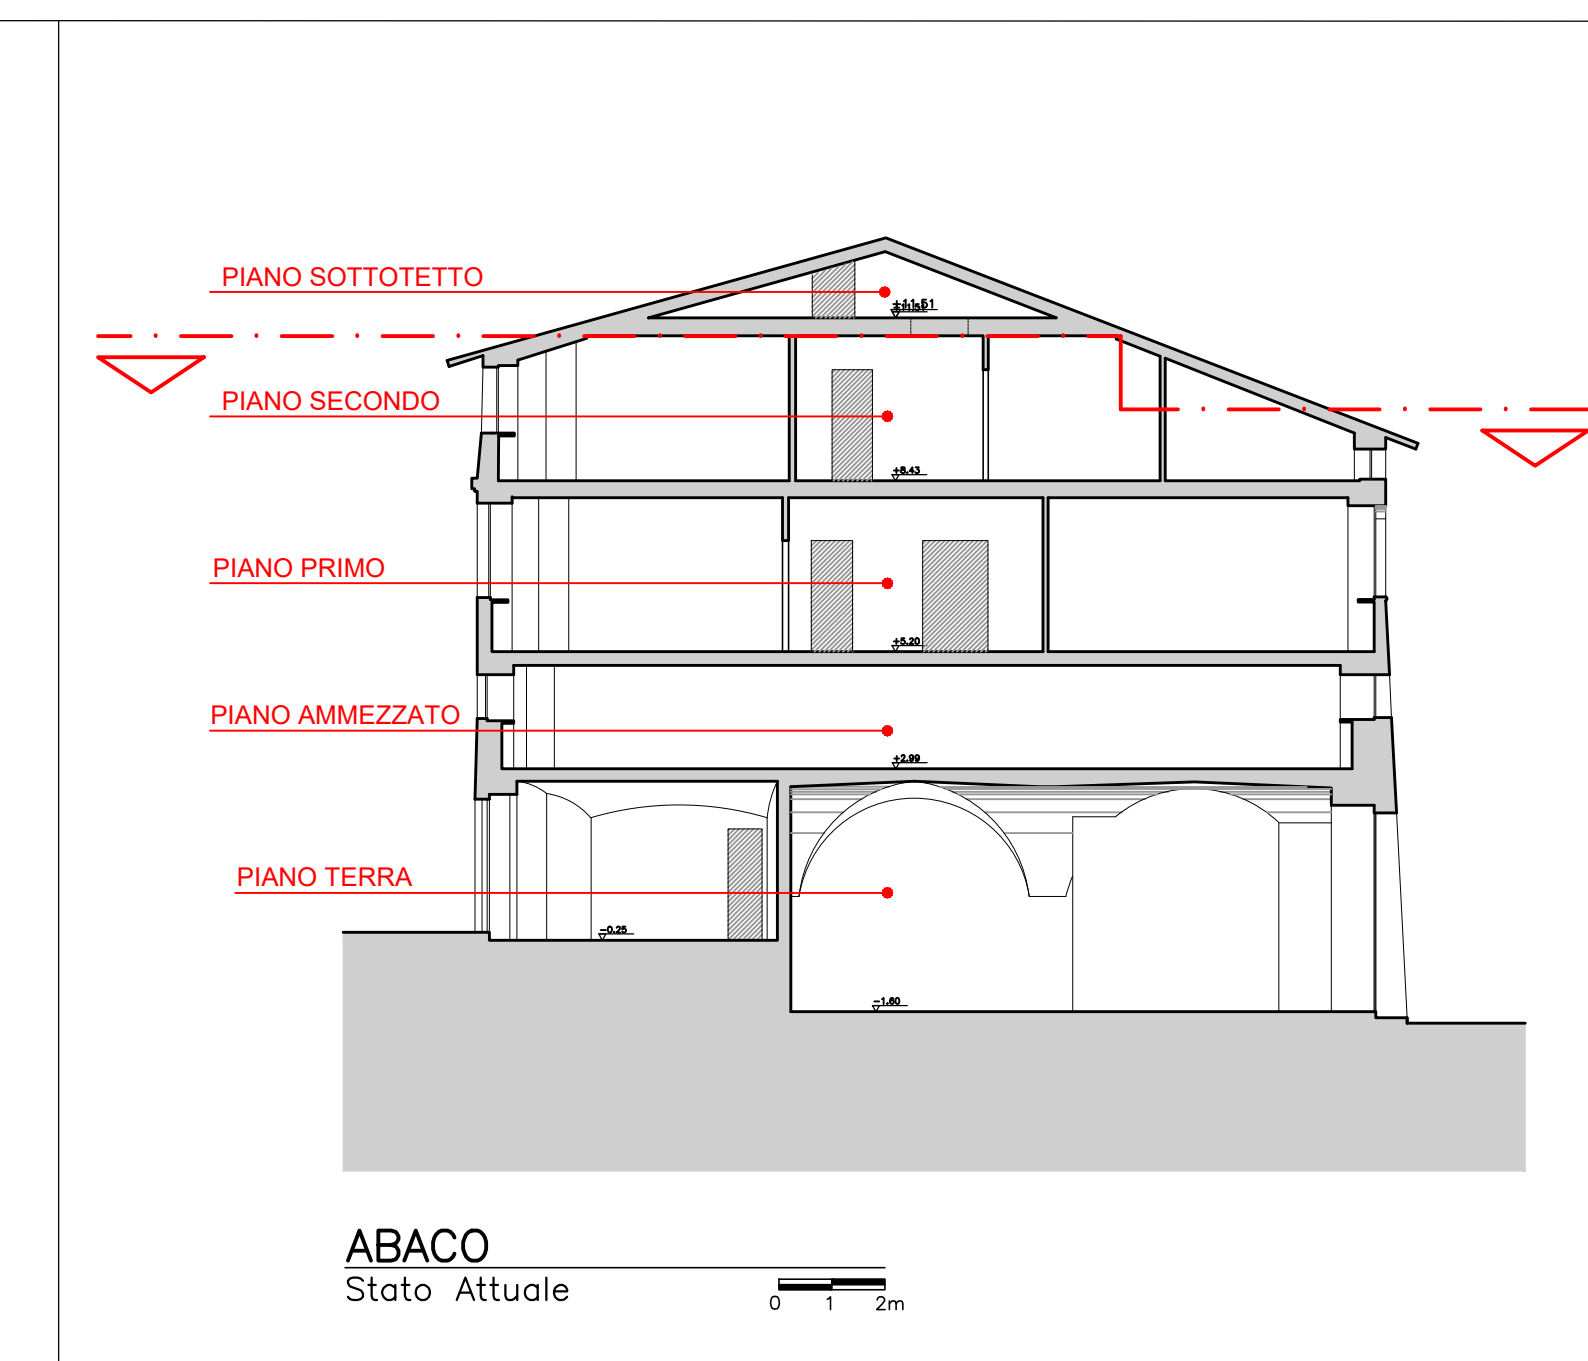 PIANO SOTTOTETTO
+11.51
PIANO SECONDO
+8.43
PIANO PRIMO
+5.20
PIANO AMMEZZATO
+2.99
PIANO TERRA
-0.25
-1.60
ABACO
Stato Attuale
0 1 2m